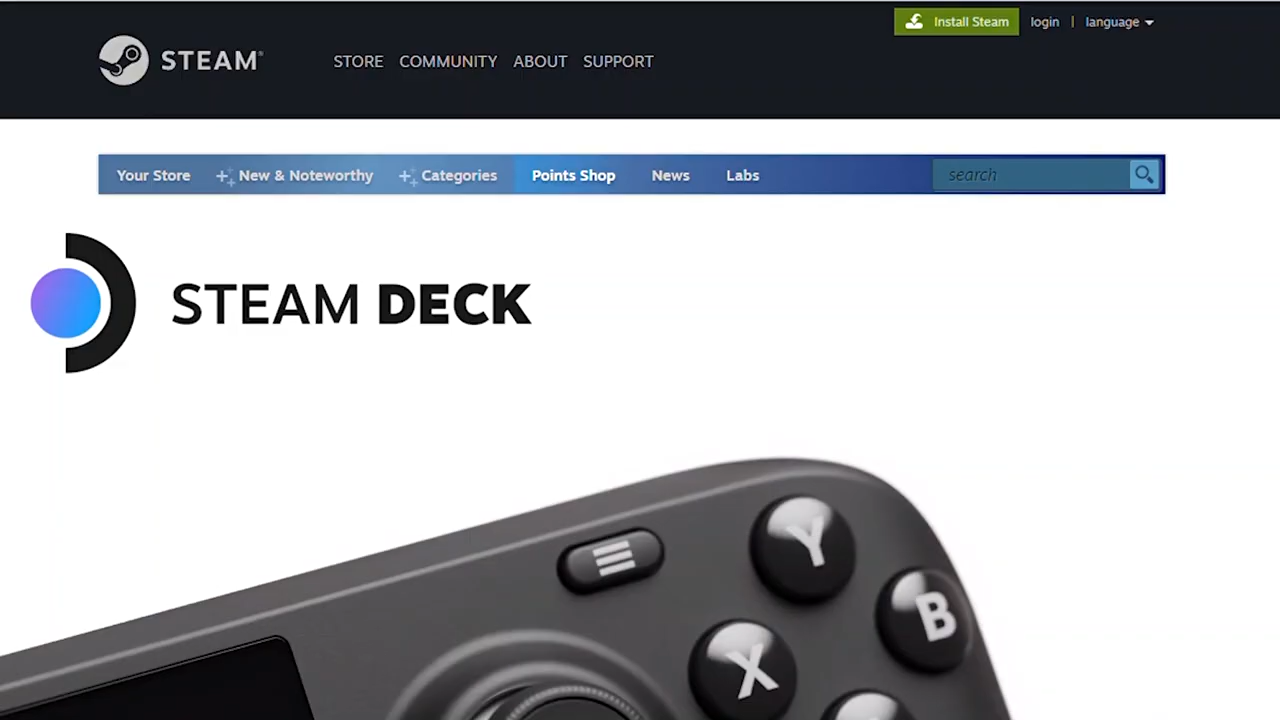 Install Steam login | language
STEAM® STORE COMMUNITY ABOUT SUPPORT
Your Store New & Noteworthy Categories Points Shop News Labs search
STEAM DECK
Y
B
X